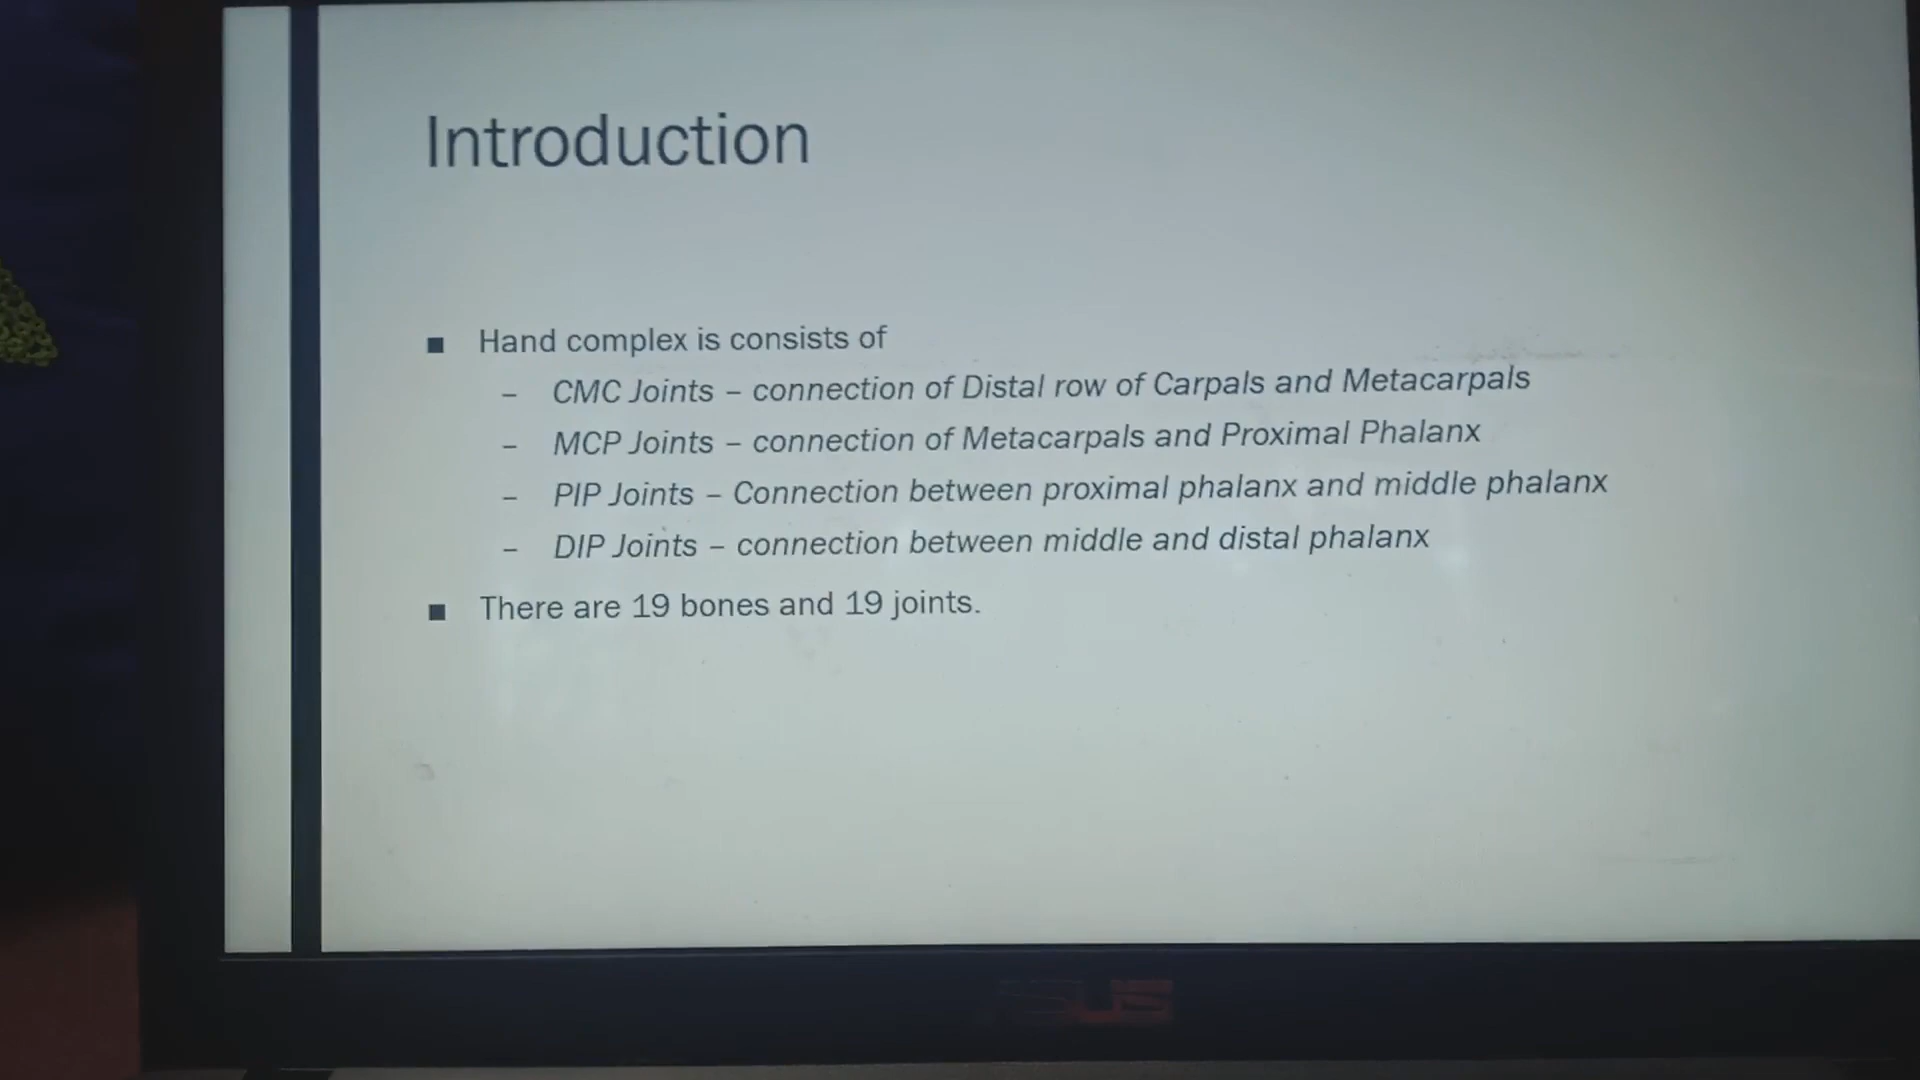 Introduction
■ Hand complex is consists of
– CMC Joints – connection of Distal row of Carpals and Metacarpals
– MCP Joints – connection of Metacarpals and Proximal Phalanx
– PIP Joints – Connection between proximal phalanx and middle phalanx
– DIP Joints – connection between middle and distal phalanx
■ There are 19 bones and 19 joints.